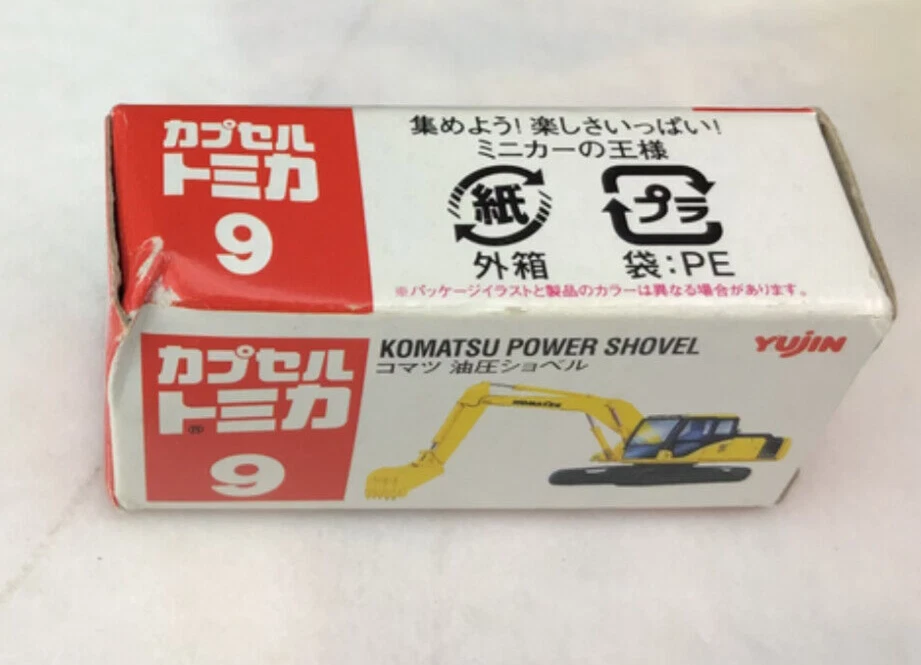 カプセル
トミカ
9
集めよう! 楽しさいっぱい!
ミニカーの王様
紙
外箱
プラ
袋:PE
※パッケージイラストと製品のカラーは異なる場合があります。
カプセル
トミカ®
9
KOMATSU POWER SHOVEL
コマツ 油圧ショベル
YUJIN
KOMATSU